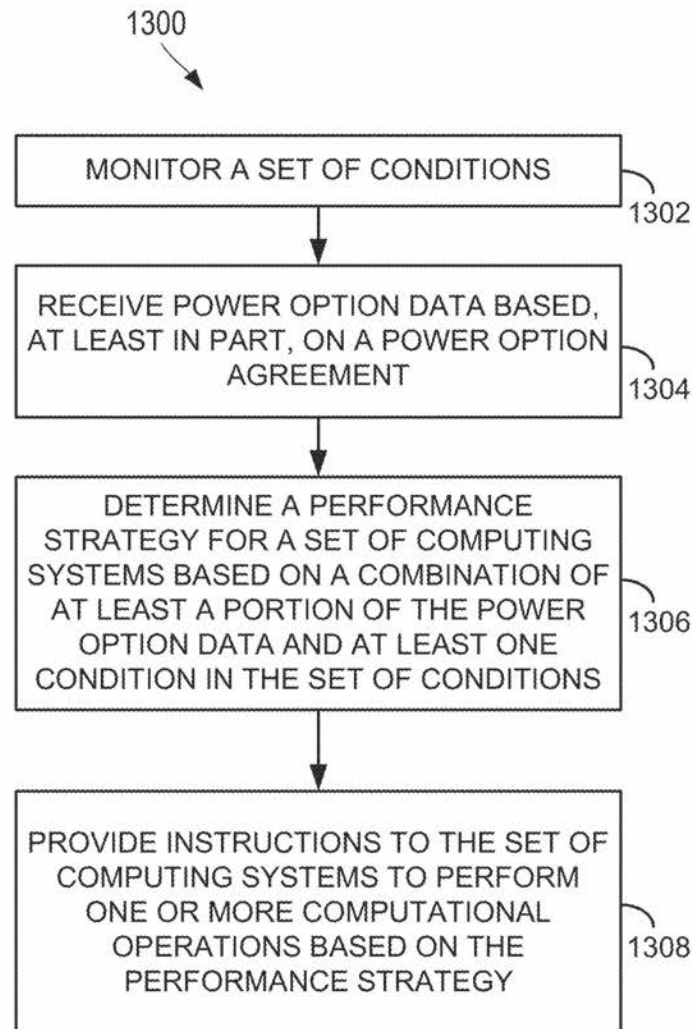 1300
MONITOR A SET OF CONDITIONS
1302
RECEIVE POWER OPTION DATA BASED,
AT LEAST IN PART, ON A POWER OPTION
AGREEMENT
1304
DETERMINE A PERFORMANCE
STRATEGY FOR A SET OF COMPUTING
SYSTEMS BASED ON A COMBINATION OF
AT LEAST A PORTION OF THE POWER
OPTION DATA AND AT LEAST ONE
CONDITION IN THE SET OF CONDITIONS
1306
PROVIDE INSTRUCTIONS TO THE SET OF
COMPUTING SYSTEMS TO PERFORM
ONE OR MORE COMPUTATIONAL
OPERATIONS BASED ON THE
PERFORMANCE STRATEGY
1308